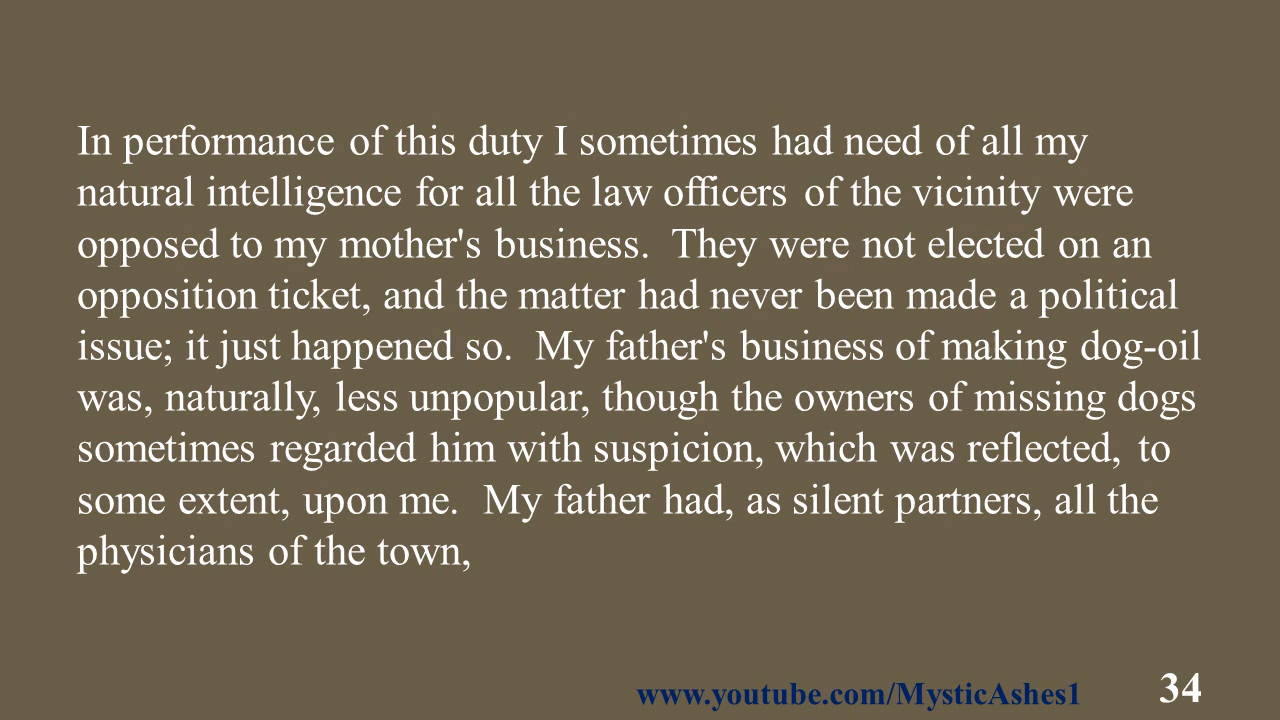 In performance of this duty I sometimes had need of all my
natural intelligence for all the law officers of the vicinity were
opposed to my mother's business.  They were not elected on an
opposition ticket, and the matter had never been made a political
issue; it just happened so.  My father's business of making dog-oil
was, naturally, less unpopular, though the owners of missing dogs
sometimes regarded him with suspicion, which was reflected, to
some extent, upon me.  My father had, as silent partners, all the
physicians of the town,
www.youtube.com/MysticAshes1 34